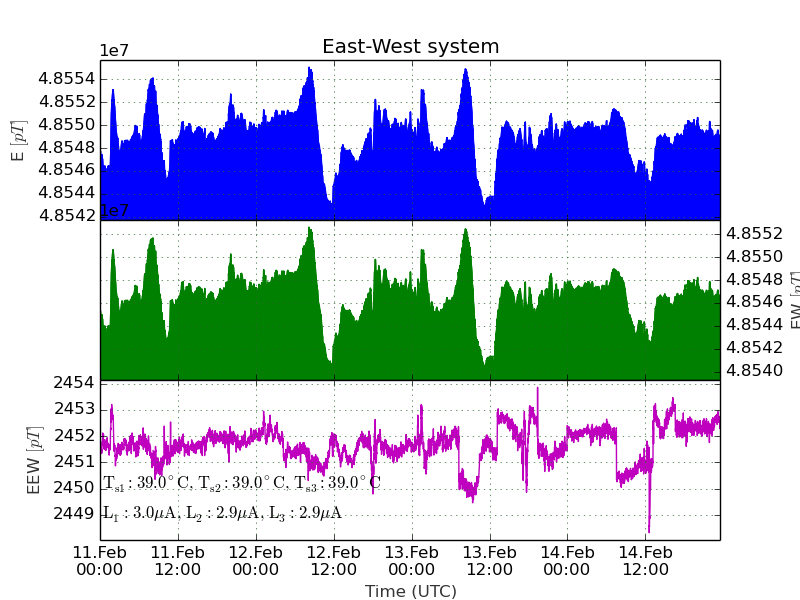 East-West system
1e7
4.8554
4.8552
4.8550
4.8548
4.8546
4.8544
4.8542
E [pT]
1e7
4.8552
4.8550
4.8548
4.8546
4.8544
4.8542
4.8540
EW [pT]
2454
2453
2452
2451
2450
2449
EEW [pT]
Ts1 : 39.0°C, Ts2 : 39.0°C, Ts3 : 39.0°C
L1 : 3.0μA, L2 : 2.9μA, L3 : 2.9μA
11.Feb 11.Feb 12.Feb 12.Feb 13.Feb 13.Feb 14.Feb 14.Feb
00:00 12:00 00:00 12:00 00:00 12:00 00:00 12:00
Time (UTC)